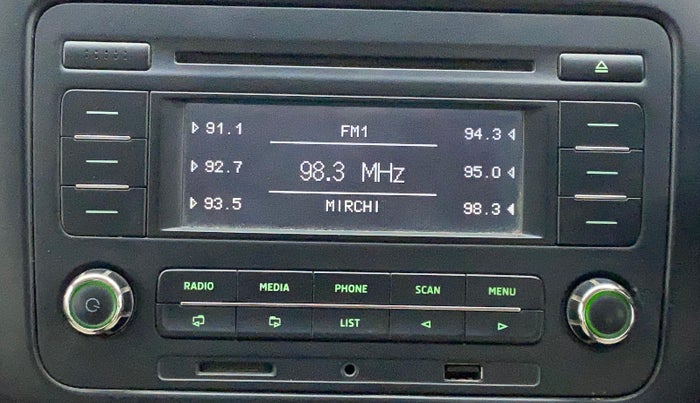 91.1 FM1 94.3
92.7 98.3 MHz 95.0
93.5 MIRCHI 98.3
RADIO MEDIA PHONE SCAN MENU
LIST